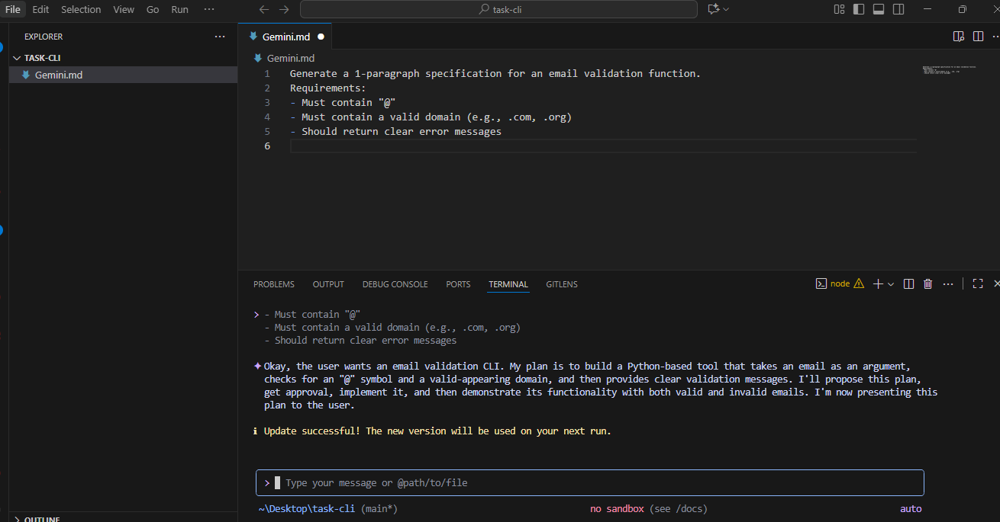 File Edit Selection View Go Run ···
task-cli
EXPLORER ···
TASK-CLI
Gemini.md
Gemini.md
Gemini.md
1 Generate a 1-paragraph specification for an email validation function.
2 Requirements:
3 - Must contain "@"
4 - Must contain a valid domain (e.g., .com, .org)
5 - Should return clear error messages
6
PROBLEMS OUTPUT DEBUG CONSOLE PORTS TERMINAL GITLENS
node
> - Must contain "@"
- Must contain a valid domain (e.g., .com, .org)
- Should return clear error messages
✦ Okay, the user wants an email validation CLI. My plan is to build a Python-based tool that takes an email as an argument,
checks for an "@" symbol and a valid-appearing domain, and then provides clear validation messages. I'll propose this plan,
get approval, implement it, and then demonstrate its functionality with both valid and invalid emails. I'm now presenting this
plan to the user.
ℹ Update successful! The new version will be used on your next run.
> Type your message or @path/to/file
~\Desktop\task-cli (main*) no sandbox (see /docs) auto
OUTLINE